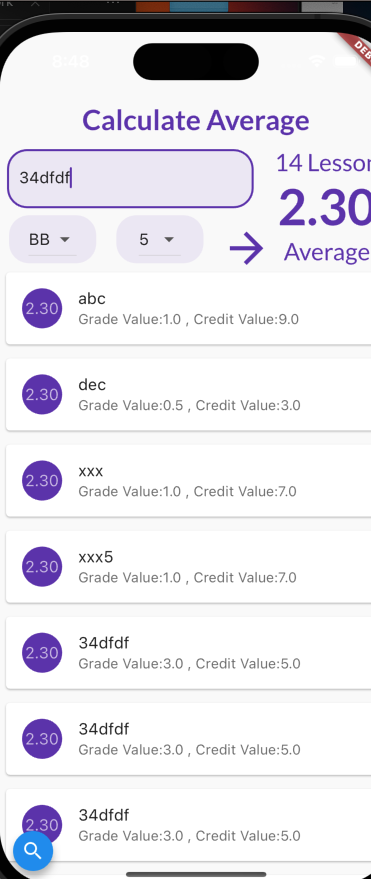 8:48
DEB
Calculate Average
34dfdf
14 Lesson
2.30
Average
BB
5
2.30
abc
Grade Value:1.0 , Credit Value:9.0
2.30
dec
Grade Value:0.5 , Credit Value:3.0
2.30
xxx
Grade Value:1.0 , Credit Value:7.0
2.30
xxx5
Grade Value:1.0 , Credit Value:7.0
2.30
34dfdf
Grade Value:3.0 , Credit Value:5.0
2.30
34dfdf
Grade Value:3.0 , Credit Value:5.0
2.30
34dfdf
Grade Value:3.0 , Credit Value:5.0